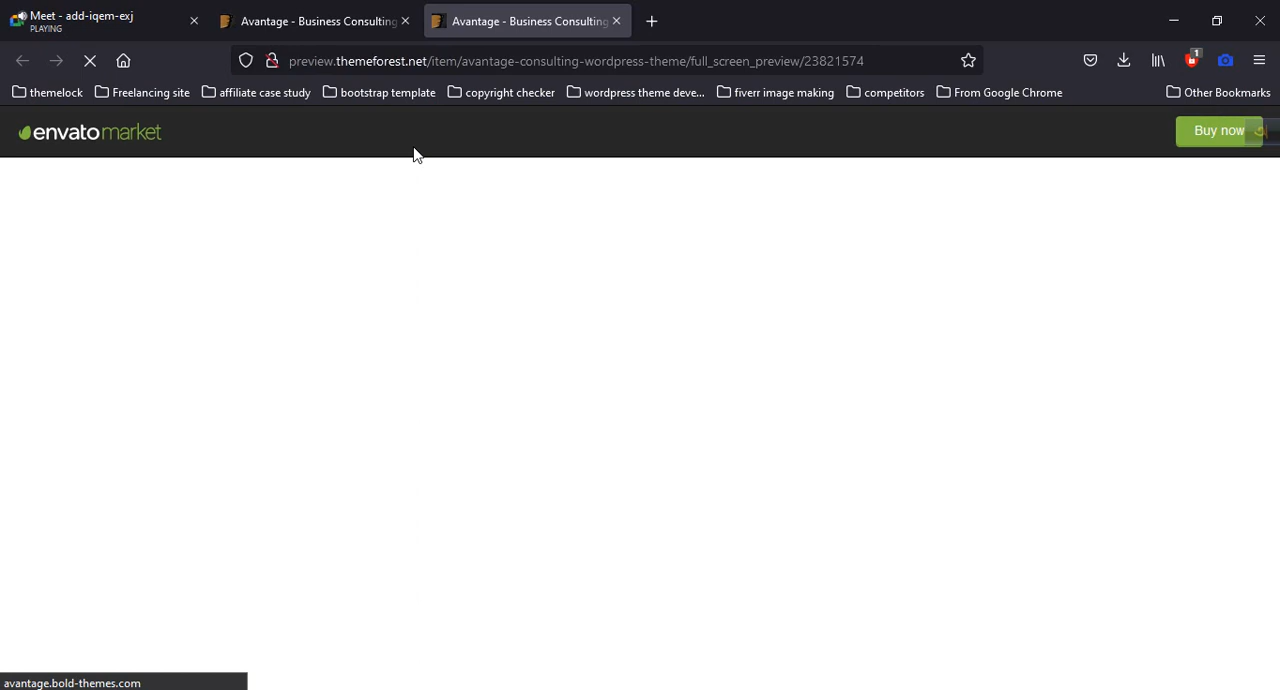 Meet - add-iqem-exj
PLAYING
Avantage - Business Consulting
Avantage - Business Consulting
preview.themeforest.net/item/avantage-consulting-wordpress-theme/full_screen_preview/23821574
1
themelock
Freelancing site
affiliate case study
bootstrap template
copyright checker
wordpress theme deve...
fiverr image making
competitors
From Google Chrome
Other Bookmarks
envatomarket
Buy now
avantage.bold-themes.com